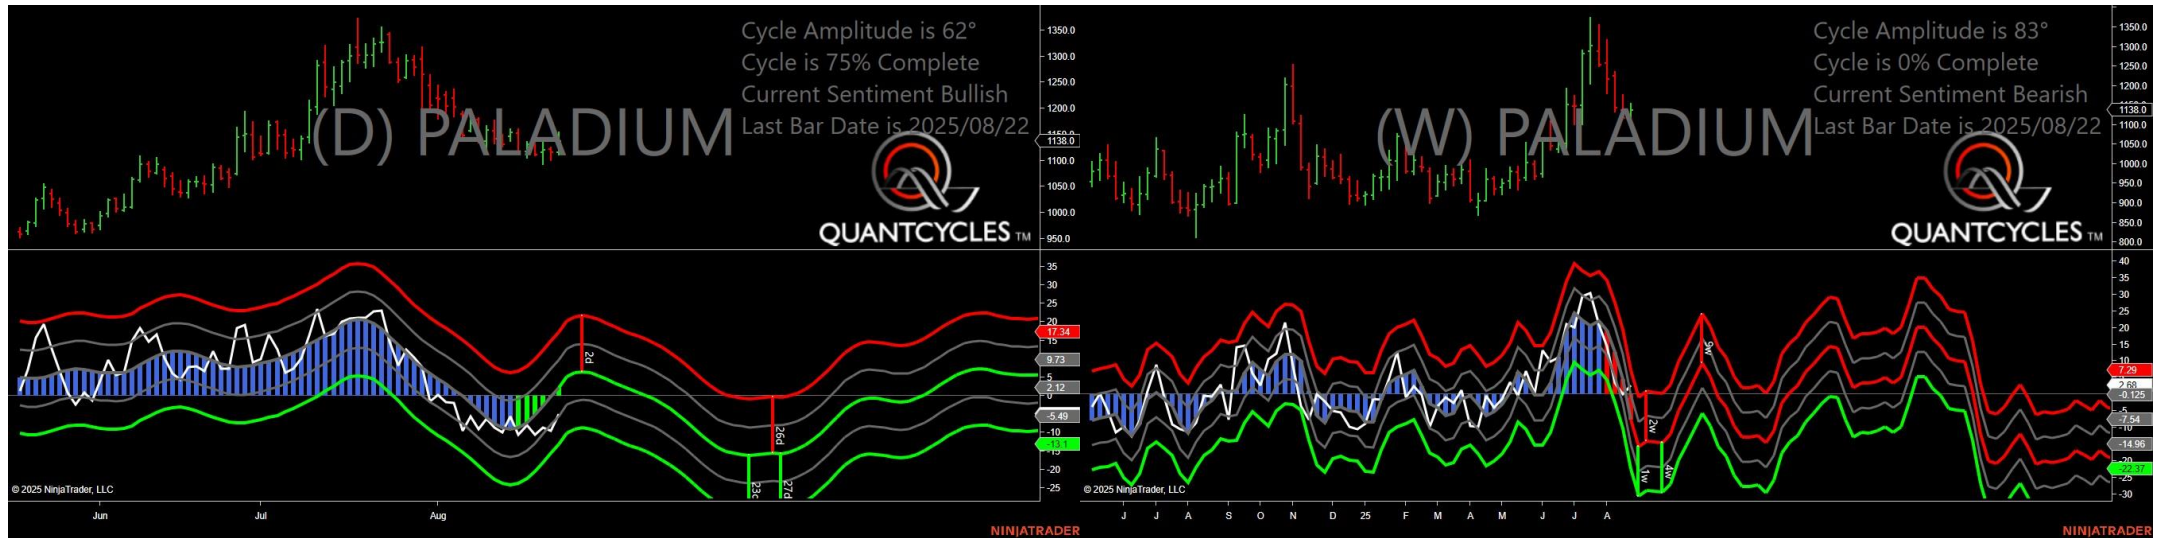 Cycle Amplitude is 62°
Cycle is 75% Complete
Current Sentiment Bullish
Last Bar Date is 2025/08/22
(D) PALADIUM
QUANTCYCLES TM
1350.0
1300.0
1250.0
1200.0
1138.0
1100.0
1050.0
1000.0
950.0
35
30
25
20
17.34
9.73
5
2.12
0
-5.49
-10
-13.1
-15
-20
-25
2d
26d
27d
© 2025 NinjaTrader, LLC
Jun
Jul
Aug
NINJATRADER
Cycle Amplitude is 83°
Cycle is 0% Complete
Current Sentiment Bearish
Last Bar Date is 2025/08/22
(W) PALADIUM
QUANTCYCLES TM
1350.0
1300.0
1250.0
1200.0
1138.0
1100.0
1050.0
1000.0
950.0
900.0
850.0
800.0
40
35
30
25
20
15
10
7.29
2.68
-0.125
-5
-7.54
-10
-14.96
-20
-22.37
-25
-30
9w
2w
1w
4w
© 2025 NinjaTrader, LLC
J J A S O N D 25 F M A M J J A
NINJATRADER